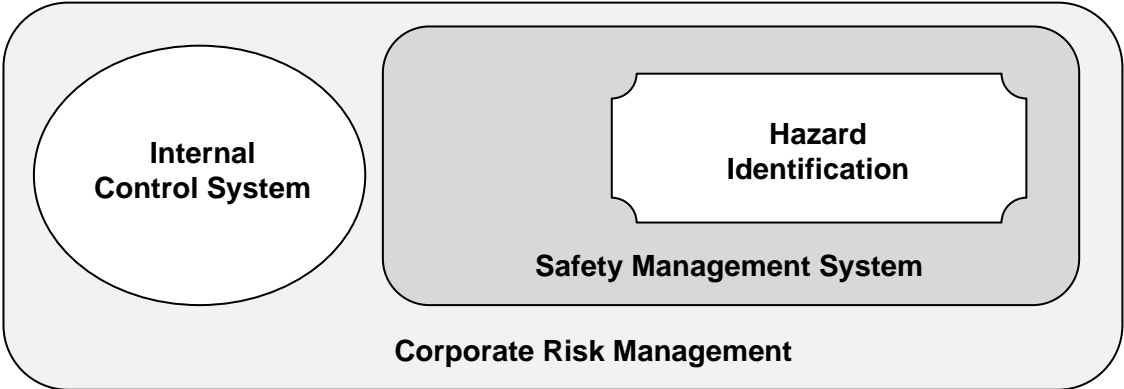 Internal
Control System
Hazard
Identification
Safety Management System
Corporate Risk Management